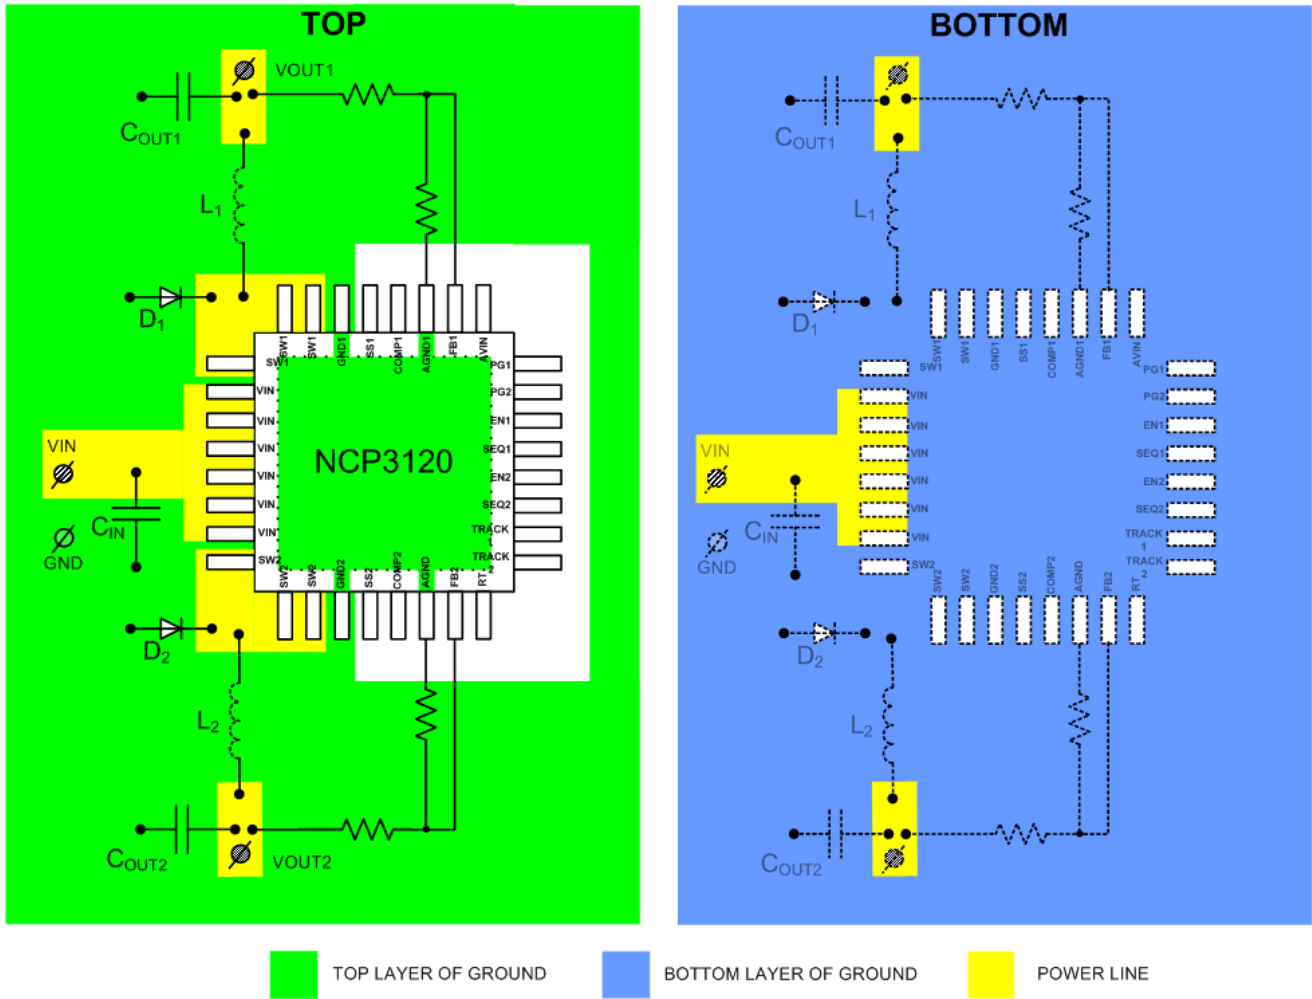 TOP
VOUT1
COUT1
L1
D1
SW1
SW1
GND1
SS1
COMP1
AGND1
FB1
AVIN
SW1
VIN
VIN
VIN
VIN
VIN
VIN
SW2
PG1
PG2
EN1
SEQ1
EN2
SEQ2
TRACK
1
TRACK
2
NCP3120
VIN
CIN
GND
SW2
SW2
GND2
SS2
COMP2
AGND
FB2
RT
D2
L2
COUT2
VOUT2
BOTTOM
COUT1
L1
D1
SW1
SW1
GND1
SS1
COMP1
AGND1
FB1
AVIN
SW1
VIN
VIN
VIN
VIN
VIN
VIN
SW2
PG1
PG2
EN1
SEQ1
EN2
SEQ2
TRACK
1
TRACK
2
VIN
CIN
GND
SW2
SW2
GND2
SS2
COMP2
AGND
FB2
RT
D2
L2
COUT2
TOP LAYER OF GROUND
BOTTOM LAYER OF GROUND
POWER LINE